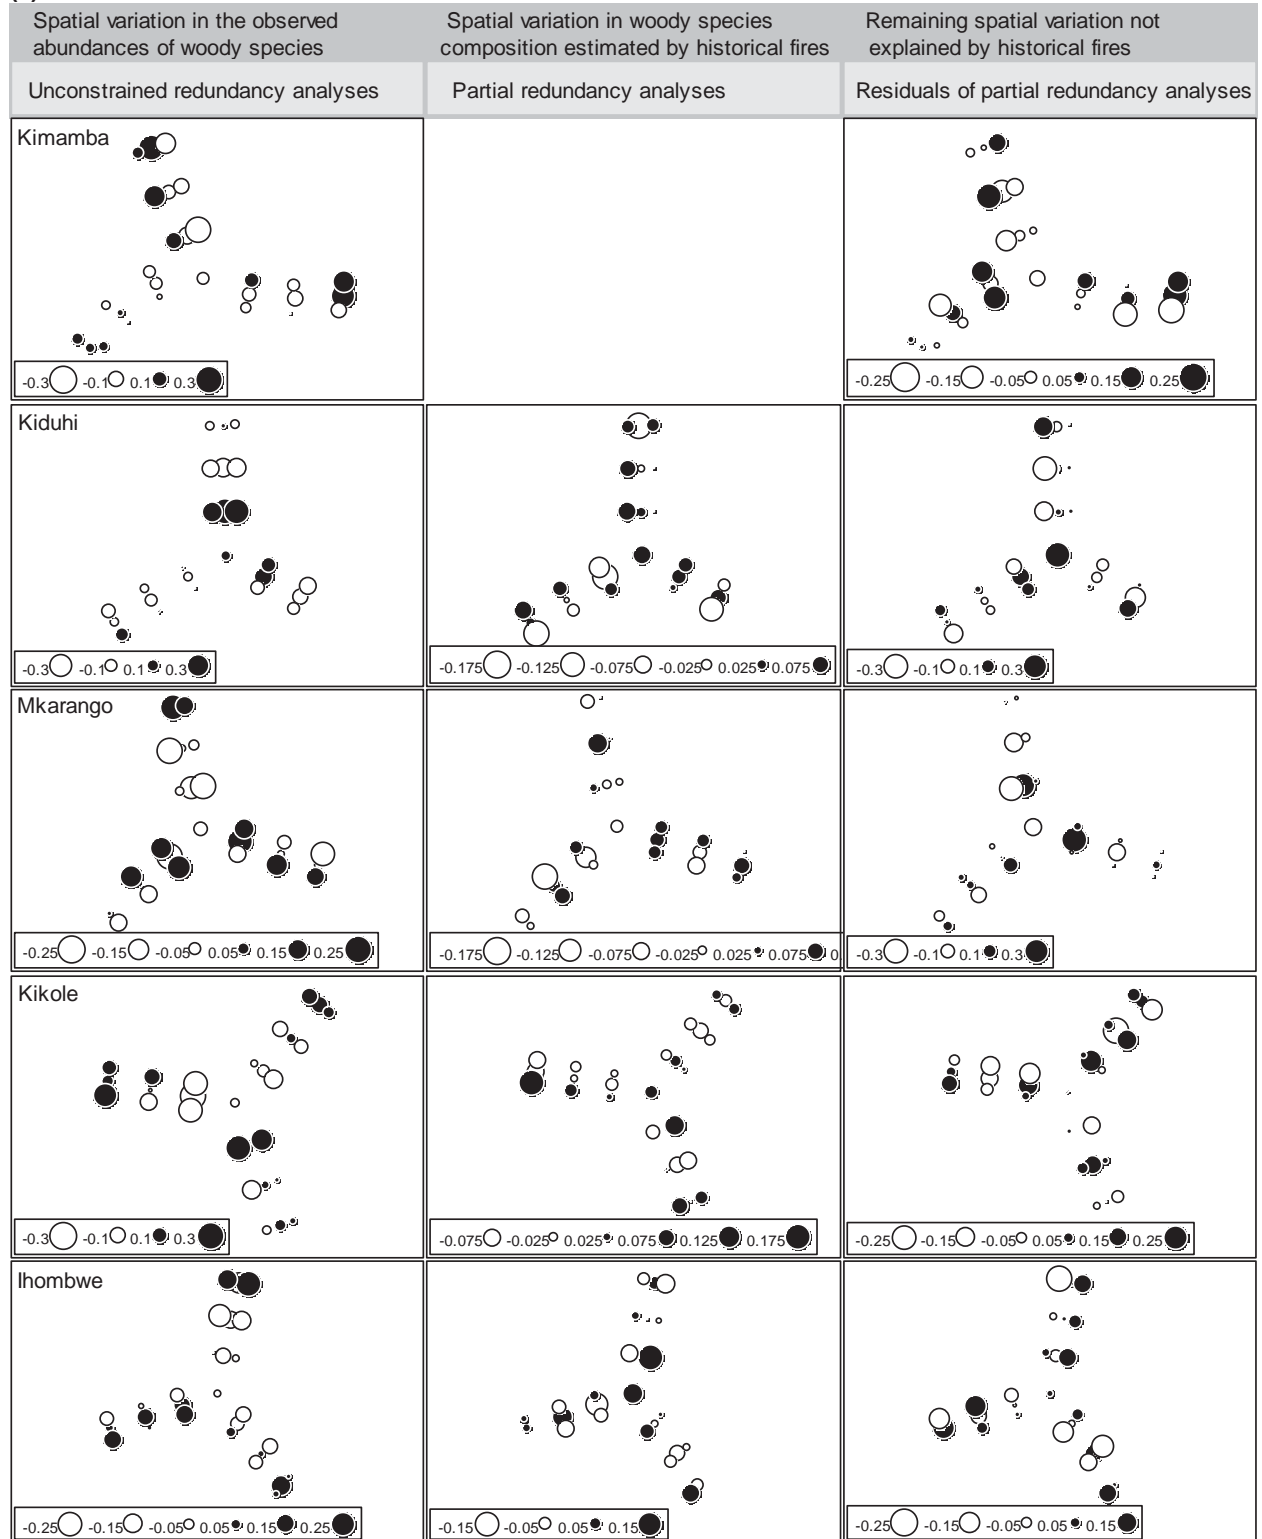 Spatial variation in the observed
abundances of woody species
Spatial variation in woody species
composition estimated by historical fires
Remaining spatial variation not
explained by historical fires
Unconstrained redundancy analyses
Partial redundancy analyses
Residuals of partial redundancy analyses
Kimamba
-0.3 -0.1 0.1 0.3
-0.25 -0.15 -0.05 0.05 0.15 0.25
Kiduhi
-0.3 -0.1 0.1 0.3
-0.175 -0.125 -0.075 -0.025 0.025 0.075
-0.3 -0.1 0.1 0.3
Mkarango
-0.25 -0.15 -0.05 0.05 0.15 0.25
-0.175 -0.125 -0.075 -0.025 0.025 0.075
-0.3 -0.1 0.1 0.3
Kikole
-0.3 -0.1 0.1 0.3
-0.075 -0.025 0.025 0.075 0.125 0.175
-0.25 -0.15 -0.05 0.05 0.15 0.25
Ihombwe
-0.25 -0.15 -0.05 0.05 0.15 0.25
-0.15 -0.05 0.05 0.15
-0.25 -0.15 -0.05 0.05 0.15